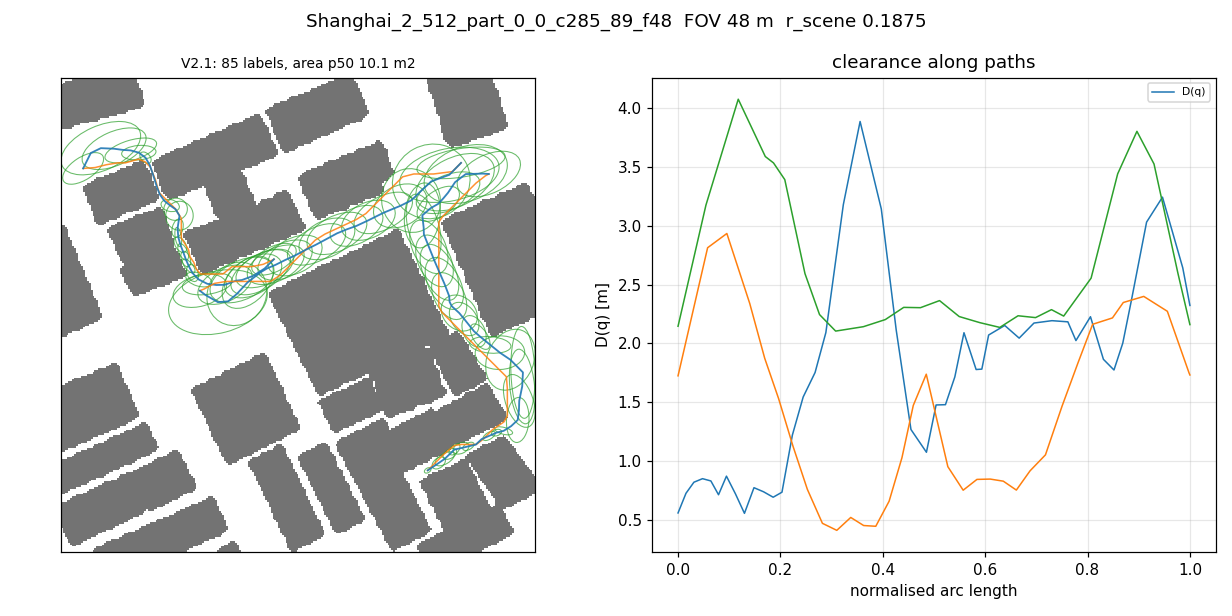 Shanghai_2_512_part_0_0_c285_89_f48  FOV 48 m  r_scene 0.1875
V2.1: 85 labels, area p50 10.1 m2
clearance along paths
D(q)
D(q) [m]
4.0
3.5
3.0
2.5
2.0
1.5
1.0
0.5
0.0 0.2 0.4 0.6 0.8 1.0
normalised arc length